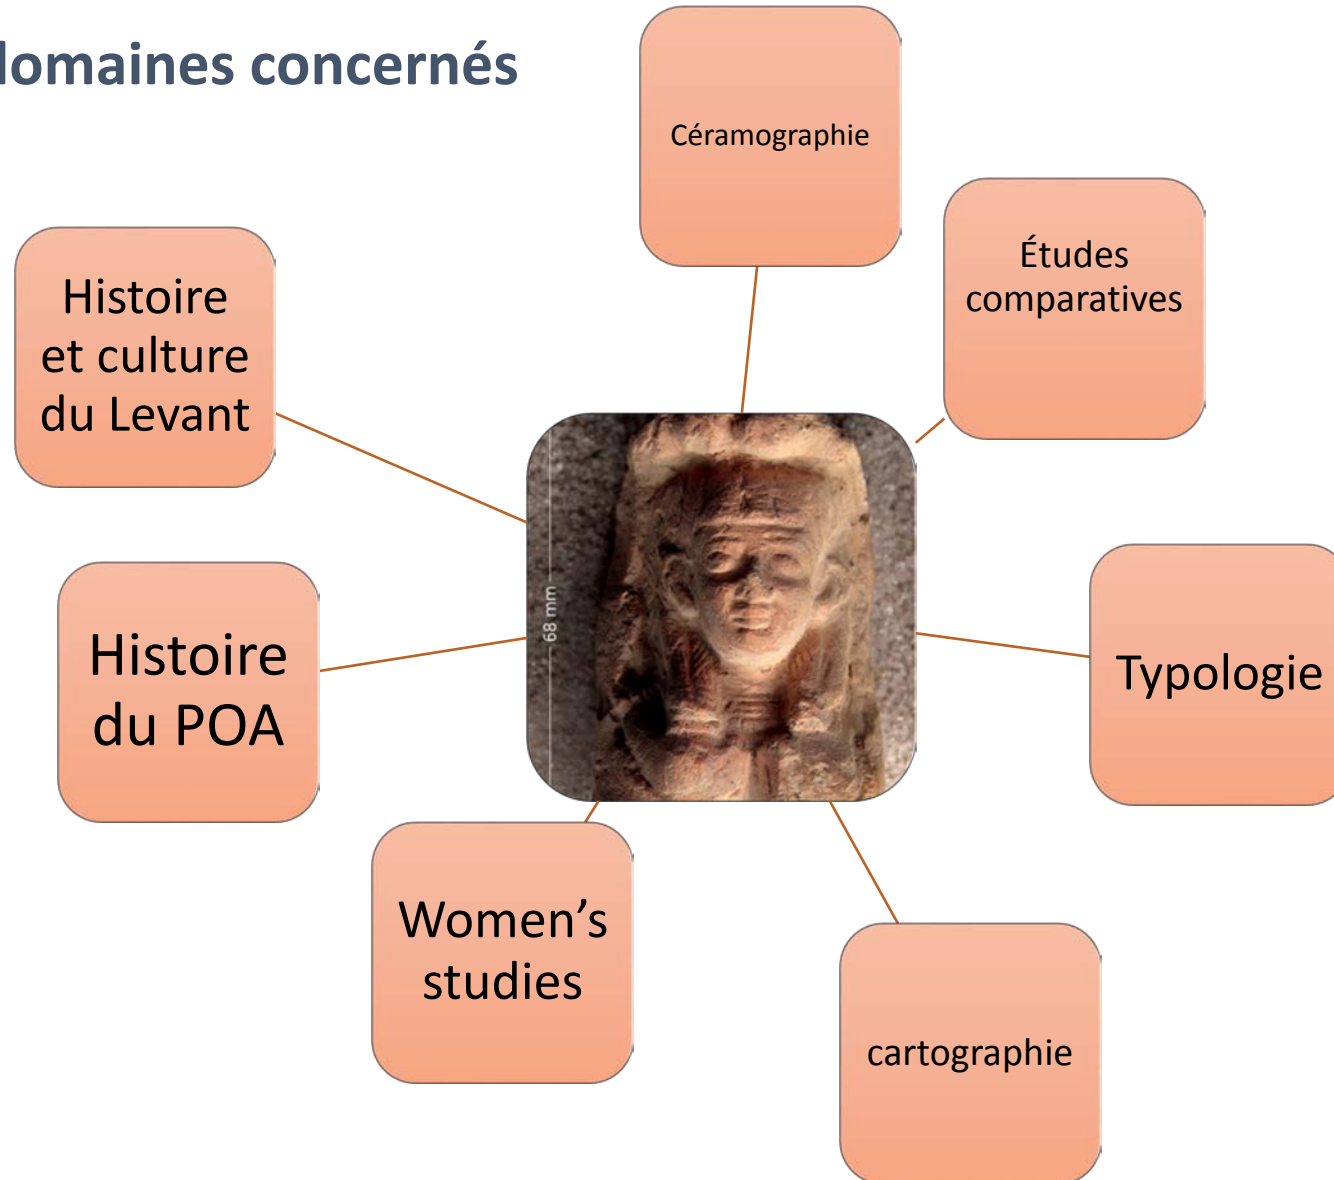 domaines concernés
Céramographie
Études
comparatives
Histoire
et culture
du Levant
68 mm
Histoire
du POA
Typologie
Women’s
studies
cartographie